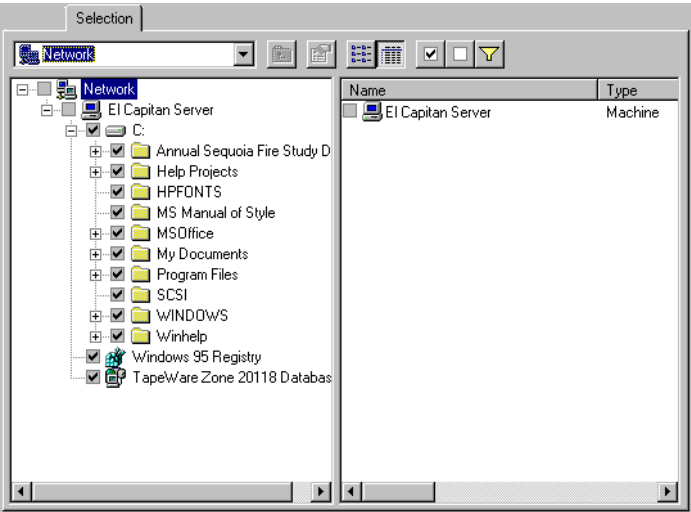 Selection
Network
Network
El Capitan Server
C:
Annual Sequoia Fire Study D
Help Projects
HPFONTS
MS Manual of Style
MSOffice
My Documents
Program Files
SCSI
WINDOWS
Winhelp
Windows 95 Registry
TapeWare Zone 20118 Databas
Name Type
El Capitan Server Machine